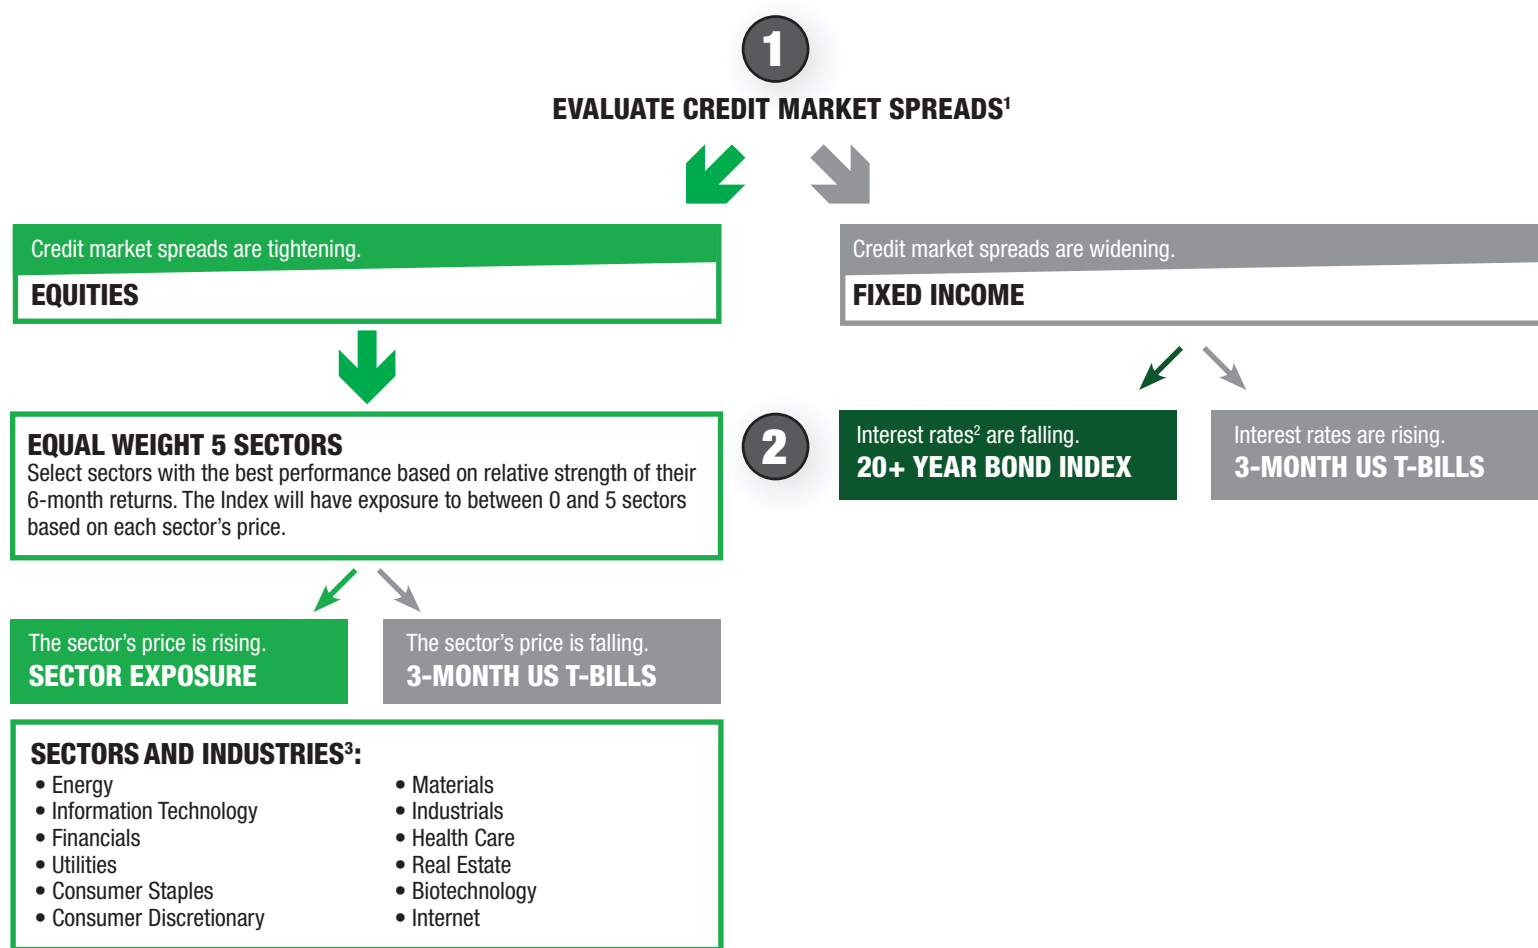 1
EVALUATE CREDIT MARKET SPREADS¹
Credit market spreads are tightening.
EQUITIES
Credit market spreads are widening.
FIXED INCOME
EQUAL WEIGHT 5 SECTORS
Select sectors with the best performance based on relative strength of their
6-month returns. The Index will have exposure to between 0 and 5 sectors
based on each sector’s price.
2
Interest rates² are falling.
20+ YEAR BOND INDEX
Interest rates are rising.
3-MONTH US T-BILLS
The sector’s price is rising.
SECTOR EXPOSURE
The sector’s price is falling.
3-MONTH US T-BILLS
SECTORS AND INDUSTRIES³:
• Energy
• Information Technology
• Financials
• Utilities
• Consumer Staples
• Consumer Discretionary
• Materials
• Industrials
• Health Care
• Real Estate
• Biotechnology
• Internet